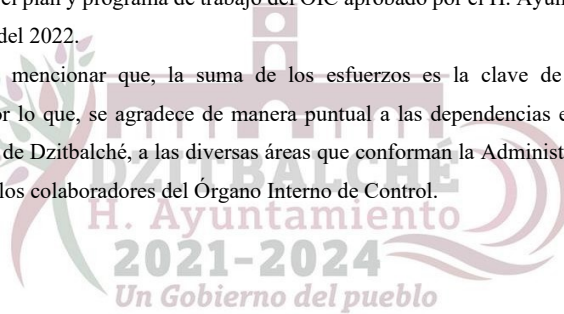 el plan y programa de trabajo del OIC aprobado por el H. Ayun
del 2022.
mencionar que, la suma de los esfuerzos es la clave de
or lo que, se agradece de manera puntual a las dependencias e
de Dzitbalché, a las diversas áreas que conforman la Administ
los colaboradores del Órgano Interno de Control.
DZITBALCHÉ
H. Ayuntamiento
2021-2024
Un Gobierno del pueblo